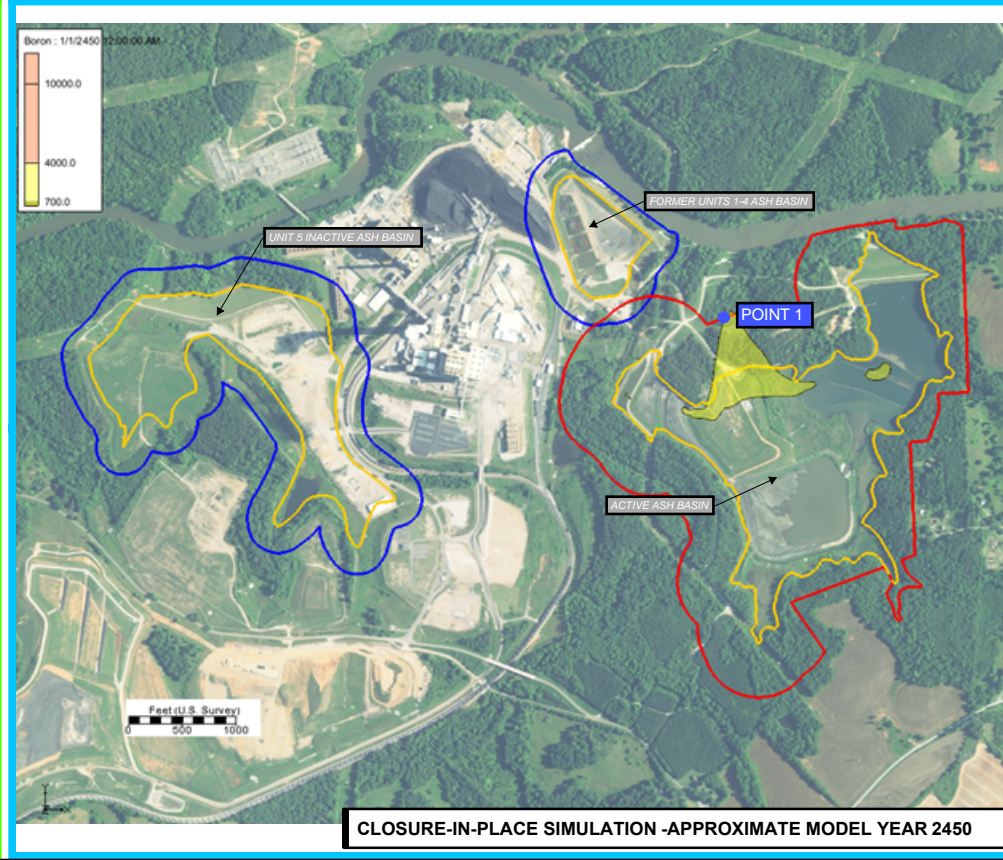 Boron : 1/1/2450 12:00:00 AM
10000.0
4000.0
700.0
FORMER UNITS 1-4 ASH BASIN
UNIT 5 INACTIVE ASH BASIN
POINT 1
ACTIVE ASH BASIN
Feet (U.S. Survey)
0 500 1000
CLOSURE-IN-PLACE SIMULATION -APPROXIMATE MODEL YEAR 2450